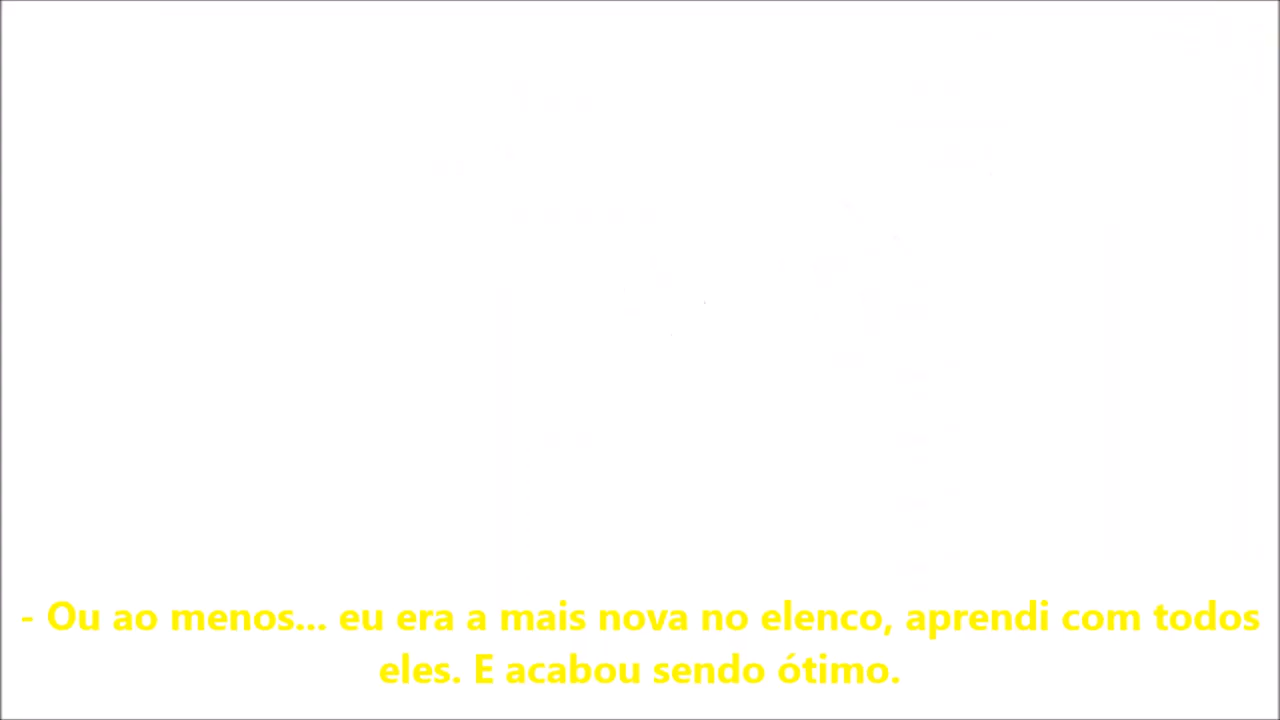 - Ou ao menos... eu era a mais nova no elenco, aprendi com todos
eles. E acabou sendo ótimo.